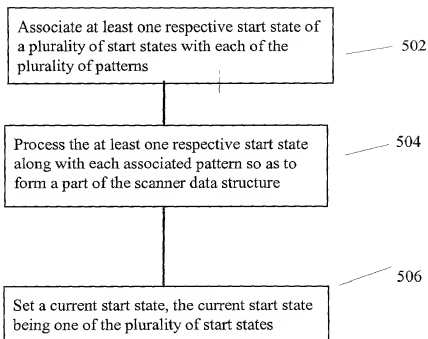 Associate at least one respective start state of
a plurality of start states with each of the
plurality of patterns
502
Process the at least one respective start state
along with each associated pattern so as to
form a part of the scanner data structure
504
506
Set a current start state, the current start state
being one of the plurality of start states